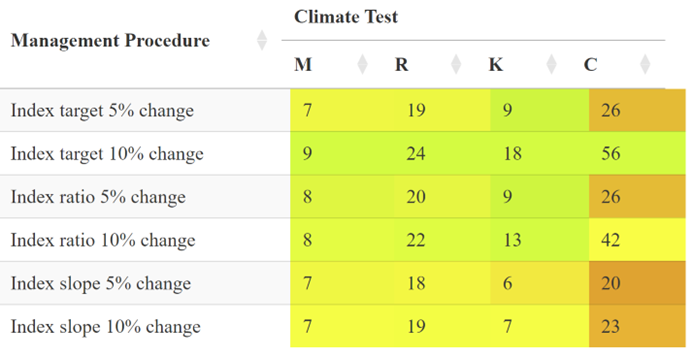 Climate Test
Management Procedure
M R K C
Index target 5% change 7 19 9 26
Index target 10% change 9 24 18 56
Index ratio 5% change 8 20 9 26
Index ratio 10% change 8 22 13 42
Index slope 5% change 7 18 6 20
Index slope 10% change 7 19 7 23